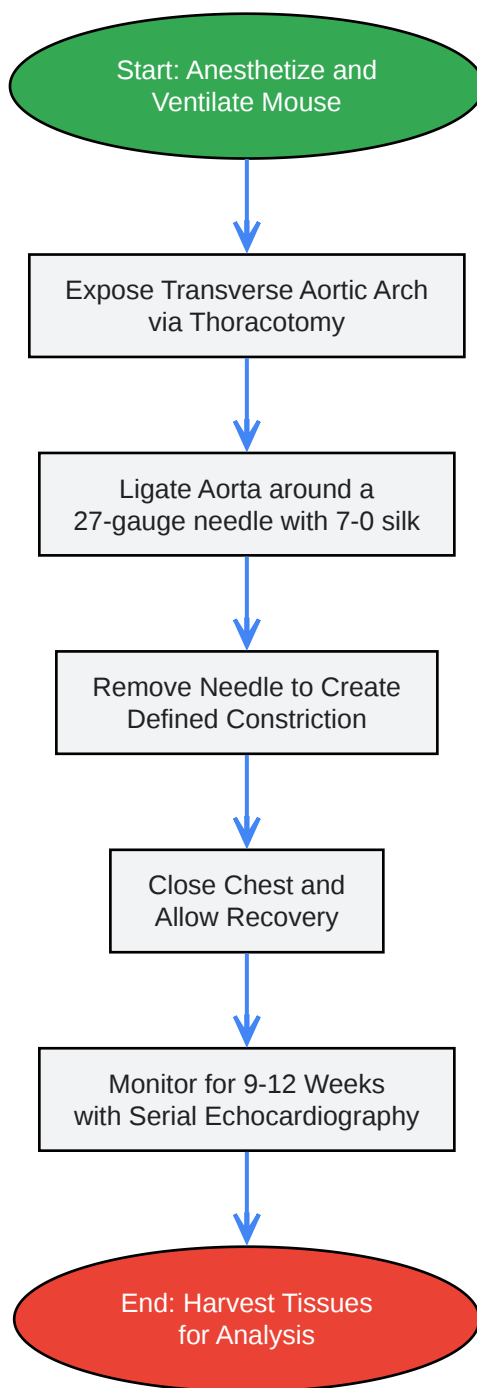 Start: Anesthetize and
Ventilate Mouse
Expose Transverse Aortic Arch
via Thoracotomy
Ligate Aorta around a
27-gauge needle with 7-0 silk
Remove Needle to Create
Defined Constriction
Close Chest and
Allow Recovery
Monitor for 9-12 Weeks
with Serial Echocardiography
End: Harvest Tissues
for Analysis